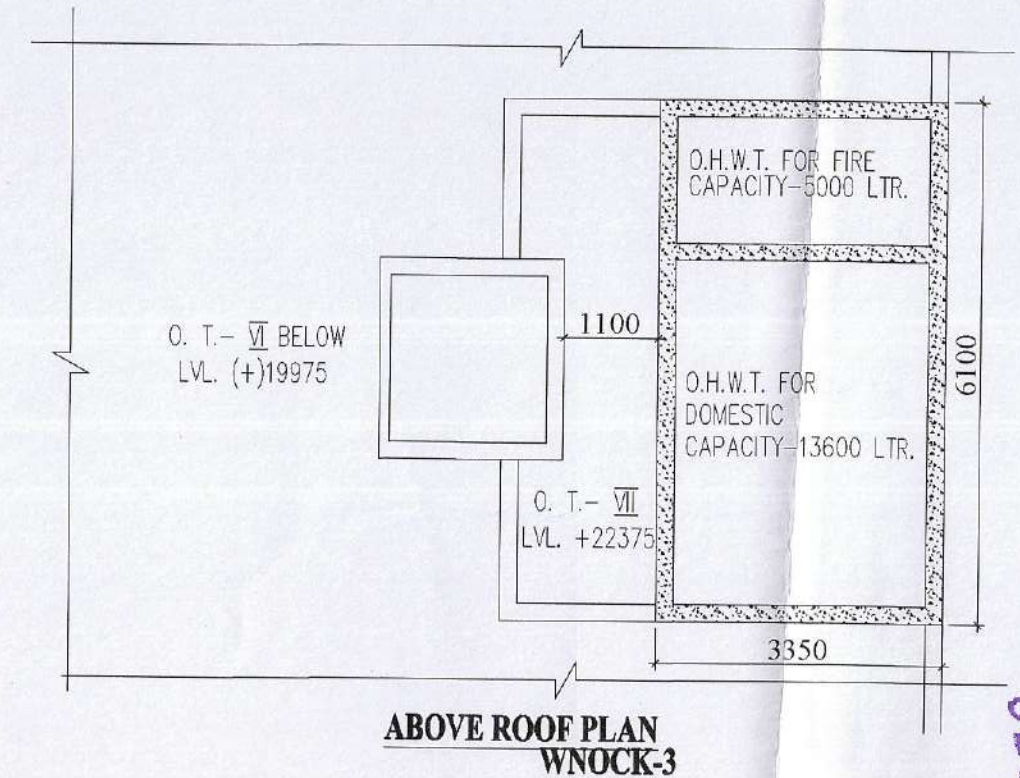 O.H.W.T. FOR FIRE
CAPACITY-5000 LTR.
1100
O. T.- VI BELOW
LVL. (+)19975
6100
O.H.W.T. FOR
DOMESTIC
CAPACITY-13600 LTR.
O. T.- VII
LVL. +22375
3350
ABOVE ROOF PLAN
WNOCK-3